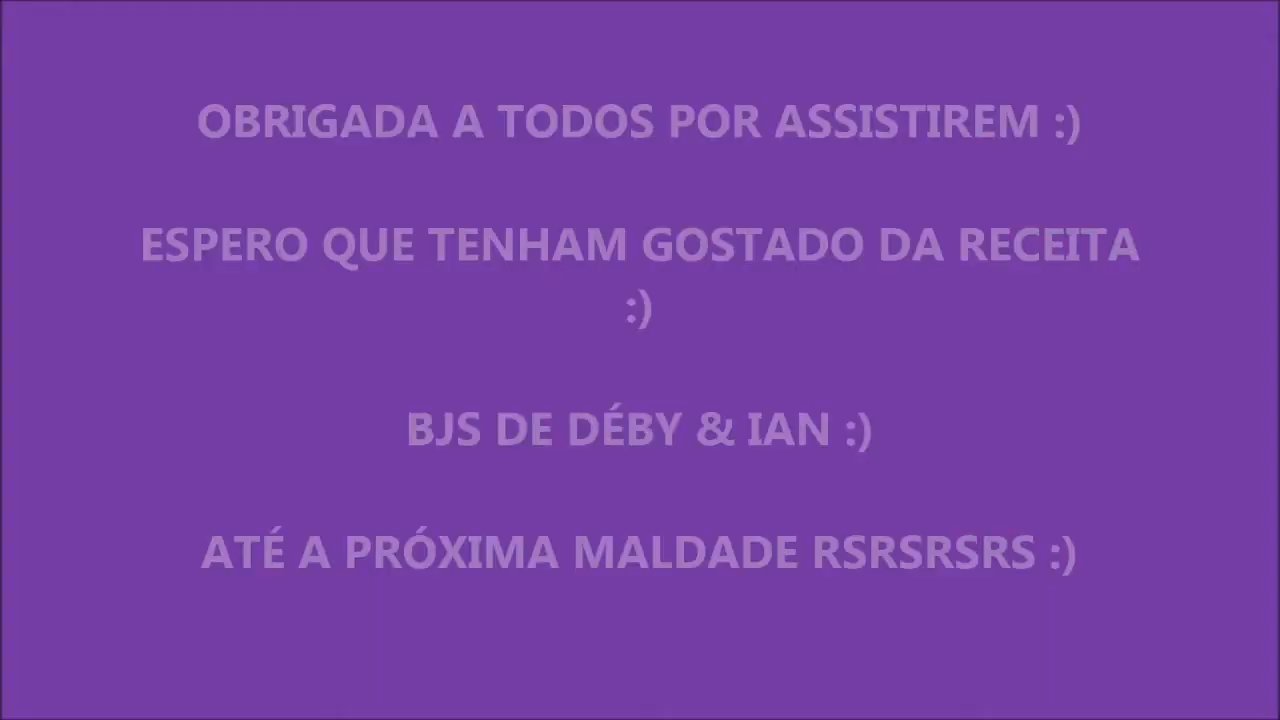 OBRIGADA A TODOS POR ASSISTIREM :)
ESPERO QUE TENHAM GOSTADO DA RECEITA
:)
BJS DE DÉBY & IAN :)
ATÉ A PRÓXIMA MALDADE RSRSRSRS :)